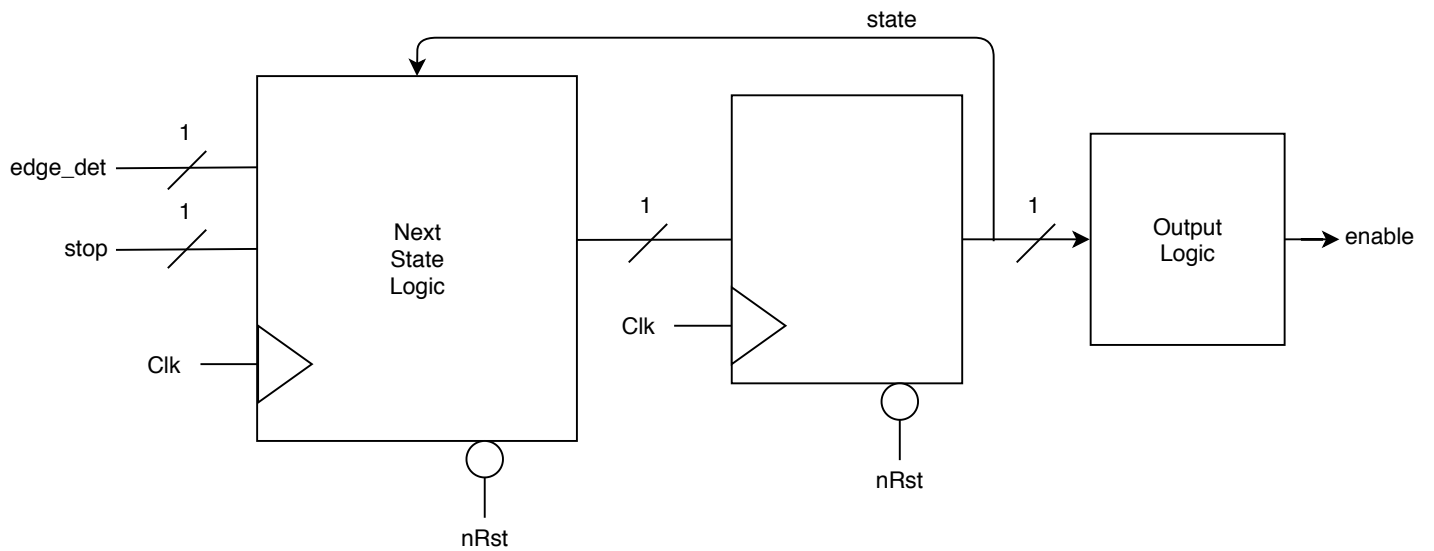 state
1
edge_det
1
stop
Next
State
Logic
Clk
nRst
1
Clk
nRst
1
Output
Logic
enable